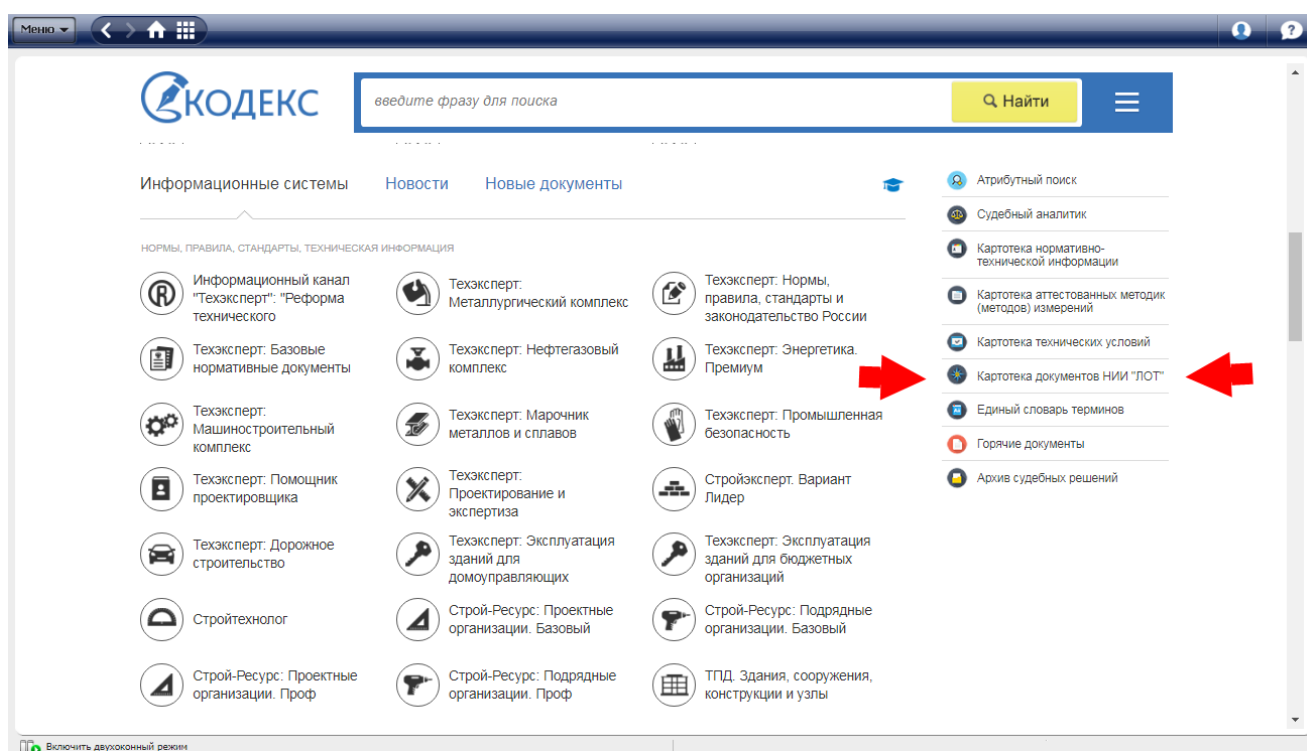 Меню
?
КОДЕКС
введите фразу для поиска
Найти
Информационные системы
Новости
Новые документы
НОРМЫ, ПРАВИЛА, СТАНДАРТЫ, ТЕХНИЧЕСКАЯ ИНФОРМАЦИЯ
R
Информационный канал
"Техэксперт": "Реформа
технического
Техэксперт:
Металлургический комплекс
Техэксперт: Нормы,
правила, стандарты и
законодательство России
Техэксперт: Базовые
нормативные документы
Техэксперт: Нефтегазовый
комплекс
Техэксперт: Энергетика.
Премиум
Техэксперт:
Машиностроительный
комплекс
Техэксперт: Марочник
металлов и сплавов
Техэксперт: Промышленная
безопасность
Техэксперт: Помощник
проектировщика
Техэксперт:
Проектирование и
экспертиза
Стройэксперт. Вариант
Лидер
Техэксперт: Дорожное
строительство
Техэксперт: Эксплуатация
зданий для
домоуправляющих
Техэксперт: Эксплуатация
зданий для бюджетных
организаций
Стройтехнолог
Строй-Ресурс: Проектные
организации. Базовый
Строй-Ресурс: Подрядные
организации. Базовый
Строй-Ресурс: Проектные
организации. Проф
Строй-Ресурс: Подрядные
организации. Проф
ТПД. Здания, сооружения,
конструкции и узлы
Атрибутный поиск
Судебный аналитик
Картотека нормативно-
технической информации
Картотека аттестованных методик
(методов) измерений
Картотека технических условий
Картотека документов НИИ "ЛОТ"
Единый словарь терминов
Горячие документы
Архив судебных решений
Включить двухоконный режим